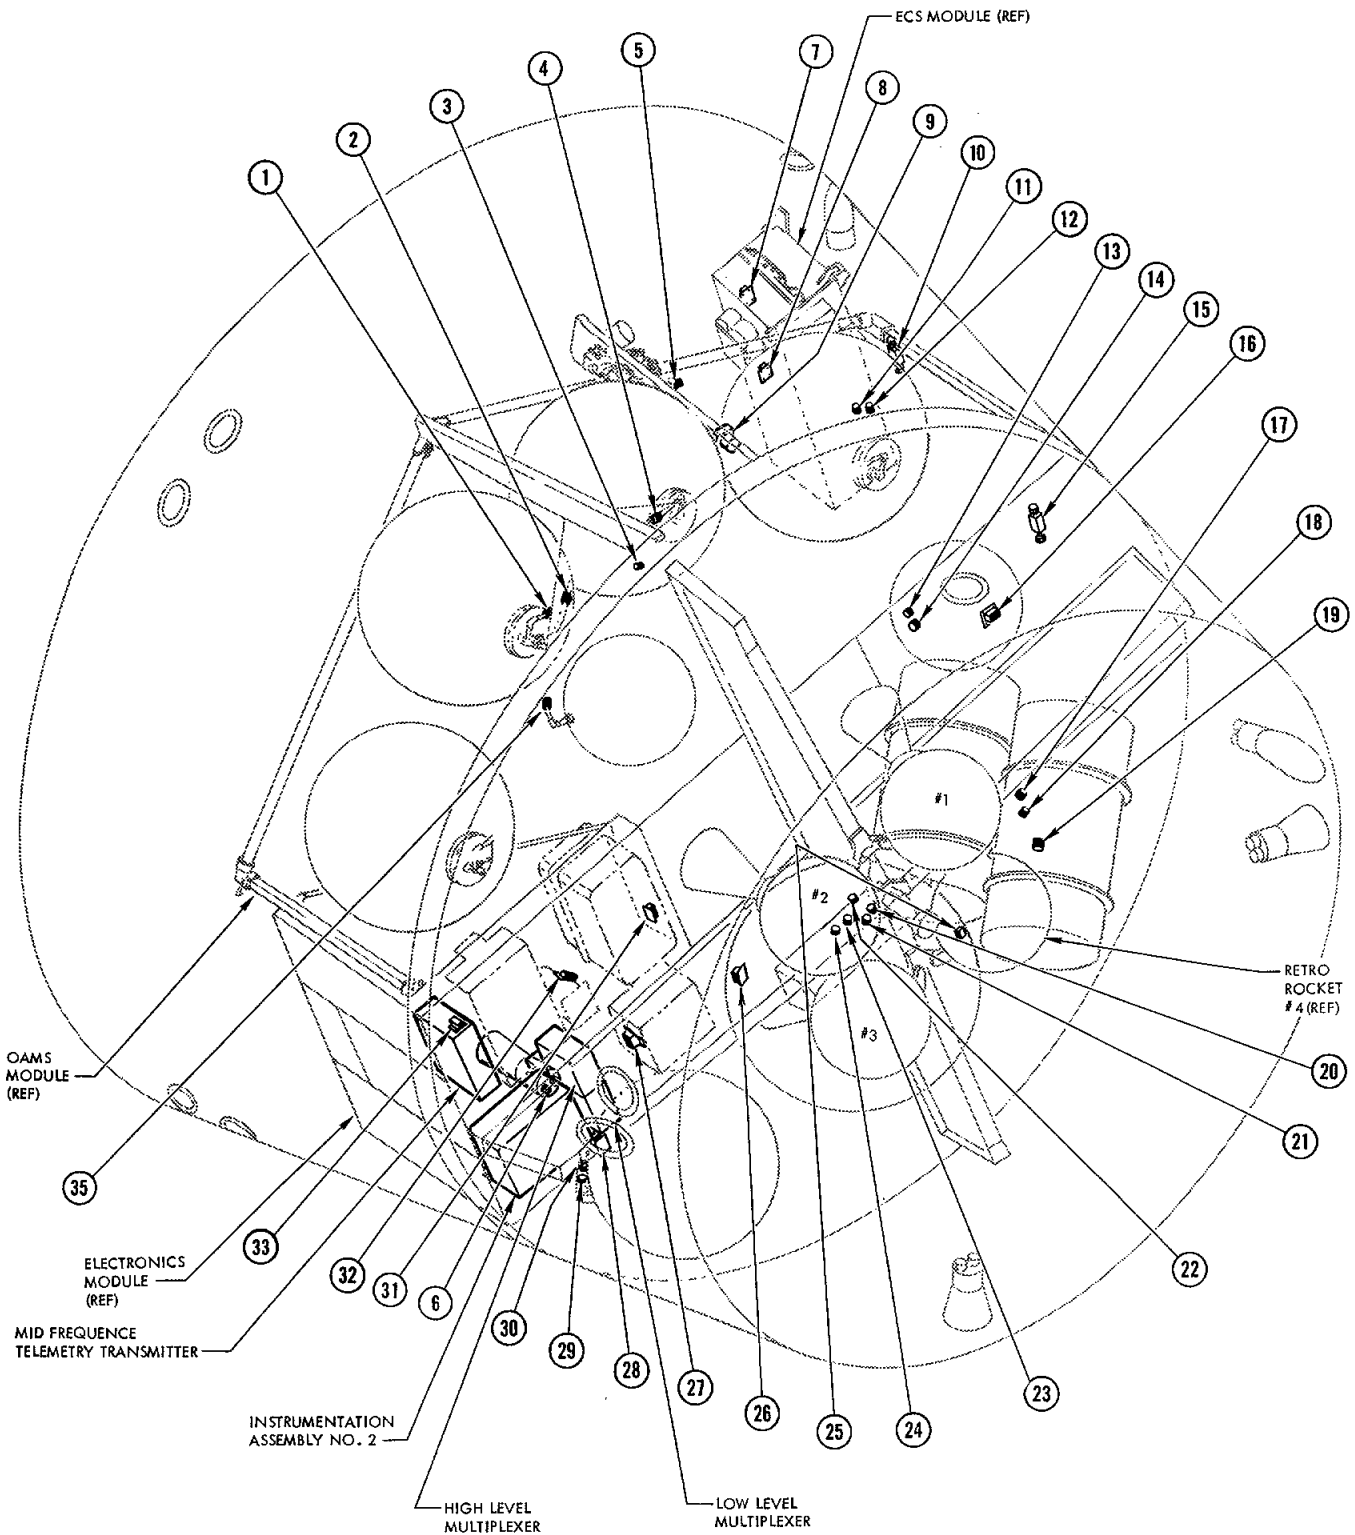 ECS MODULE (REF)
5
7
4
8
3
9
2
10
1
11
12
13
14
15
16
17
18
19
#1
#2
#3
RETRO
ROCKET
#4 (REF)
OAMS
MODULE
(REF)
20
21
35
22
33
32
31
6
30
29
28
27
26
25
24
23
ELECTRONICS
MODULE
(REF)
MID FREQUENCE
TELEMETRY TRANSMITTER
INSTRUMENTATION
ASSEMBLY NO. 2
HIGH LEVEL
MULTIPLEXER
LOW LEVEL
MULTIPLEXER